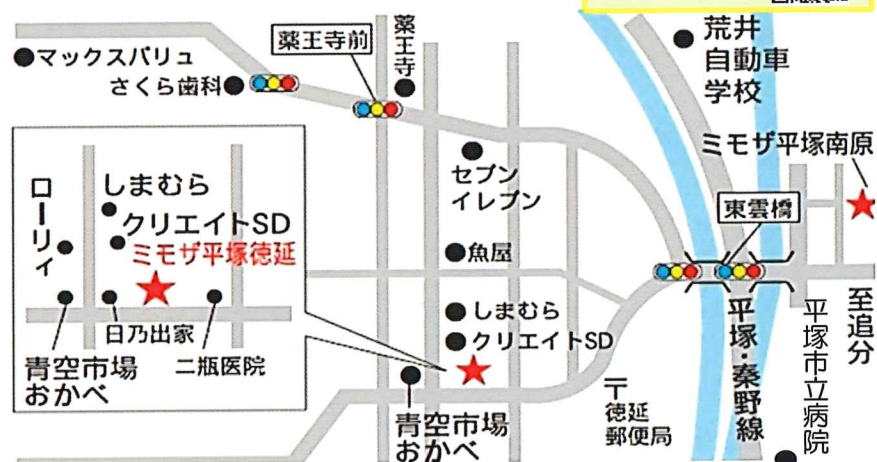 マックスバリュ
さくら歯科
薬王寺前
薬王寺
荒井
自動車
学校
ミモザ平塚南原
セブン
イレブン
東雲橋
魚屋
しまむら
クリエイトSD
青空市場
おかべ
〒
徳延
郵便局
平塚・秦野線
平塚市立病院
至追分
ローリィ
しまむら
クリエイトSD
ミモザ平塚徳延
日乃出家
青空市場
おかべ
二瓶医院